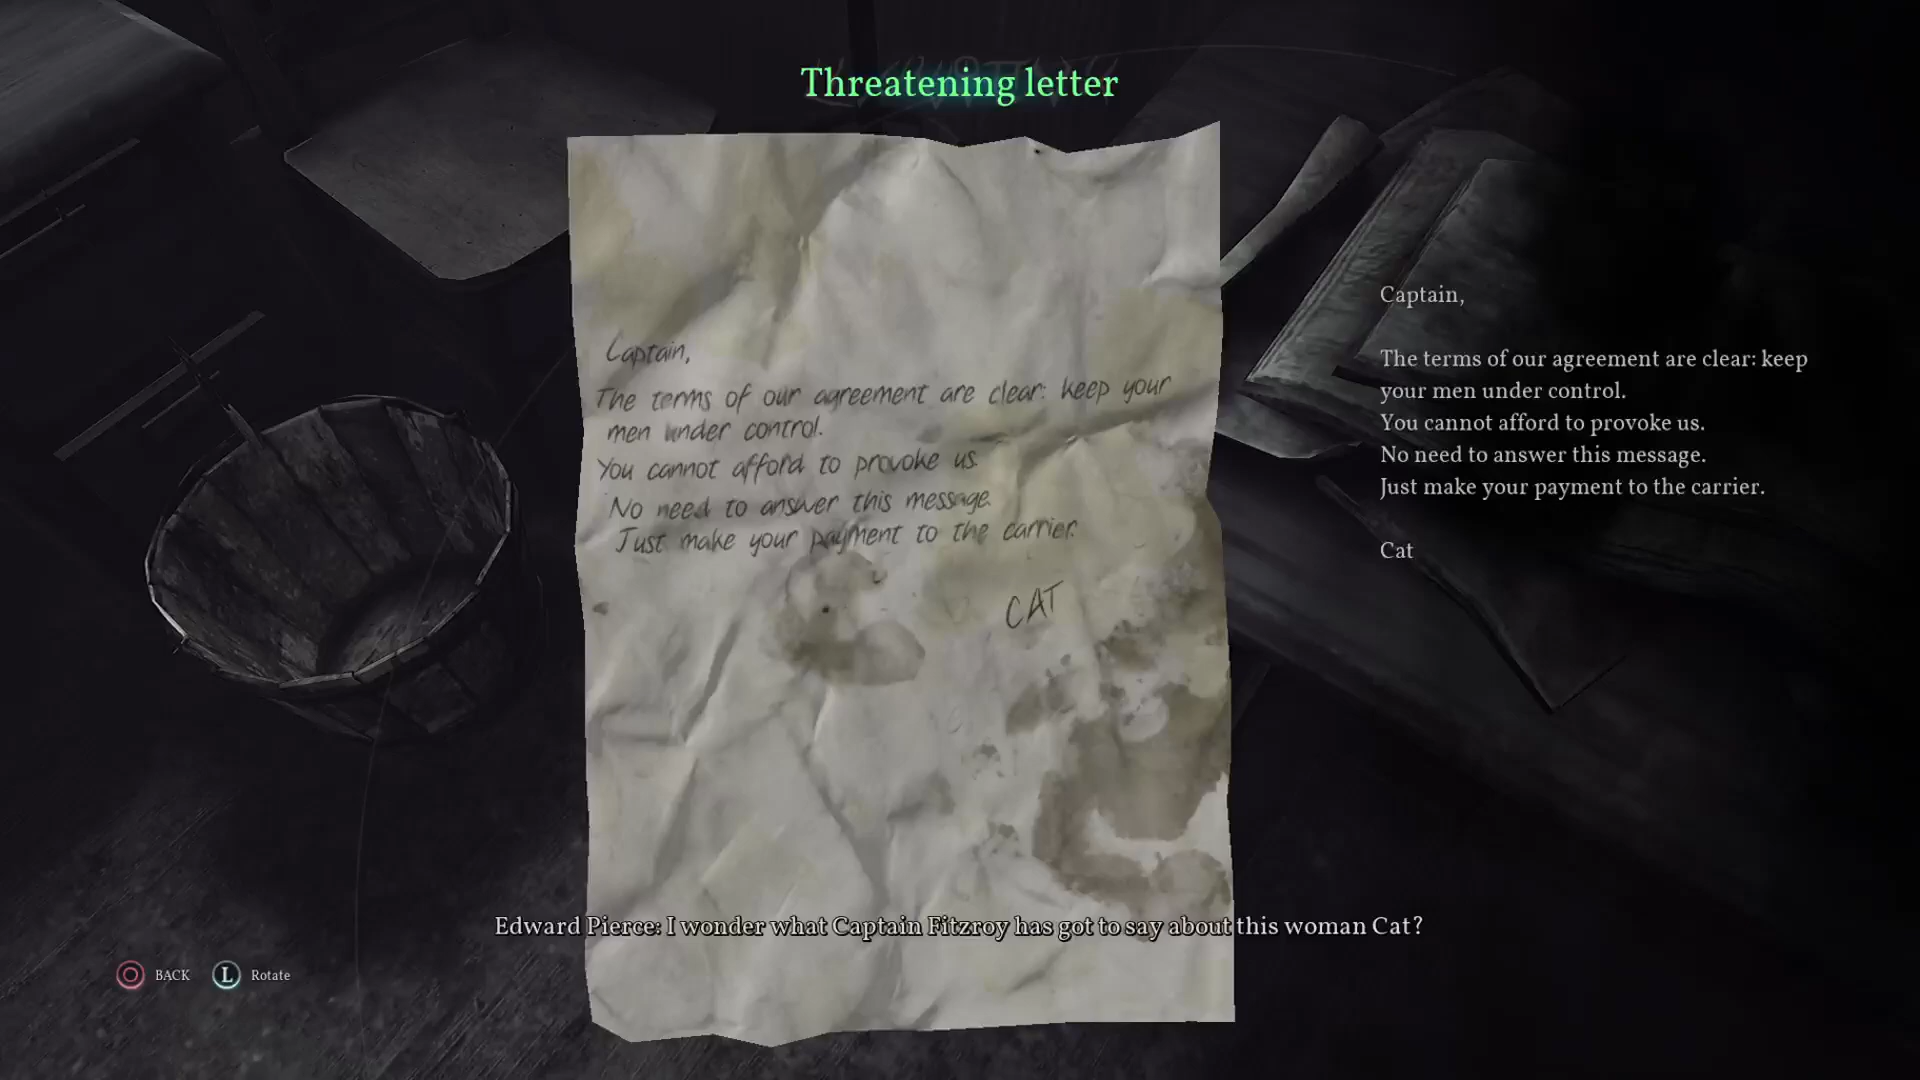 Threatening letter
Captain,
The terms of our agreement are clear: keep your
men under control.
You cannot afford to provoke us.
No need to answer this message.
Just make your payment to the carrier.
CAT
Captain,
The terms of our agreement are clear: keep
your men under control.
You cannot afford to provoke us.
No need to answer this message.
Just make your payment to the carrier.
Cat
Edward Pierce: I wonder what Captain Fitzroy has got to say about this woman Cat?
BACK L Rotate